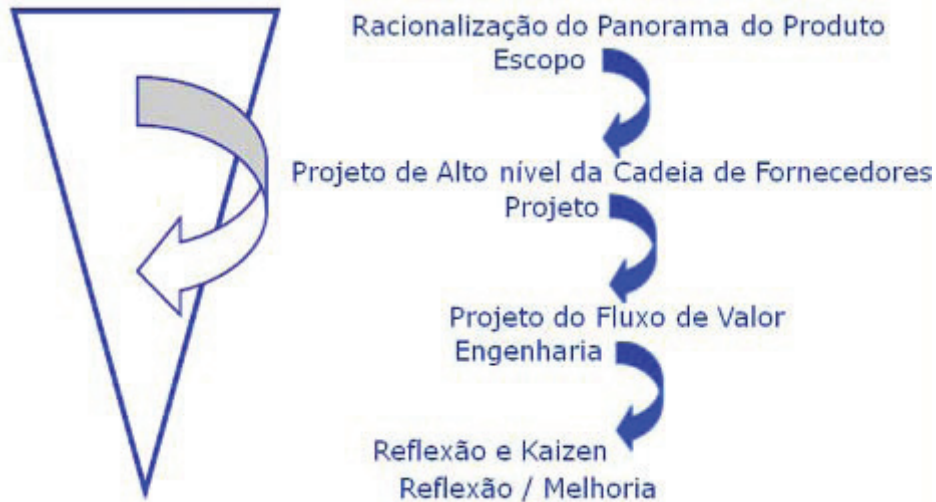 Racionalização do Panorama do Produto
Escopo
Projeto de Alto nível da Cadeia de Fornecedores
Projeto
Projeto do Fluxo de Valor
Engenharia
Reflexão e Kaizen
Reflexão / Melhoria